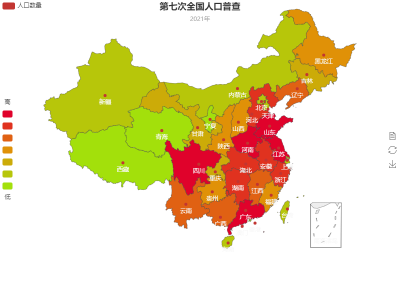 人口数量
第七次全国人口普查
2021年
高
低
黑龙江
吉林
辽宁
内蒙古
新疆
北京
天津
河北
宁夏
山西
山东
青海
甘肃
陕西
河南
江苏
西藏
四川
重庆
湖北
安徽
上海
浙江
湖南
江西
贵州
福建
云南
广西
广东